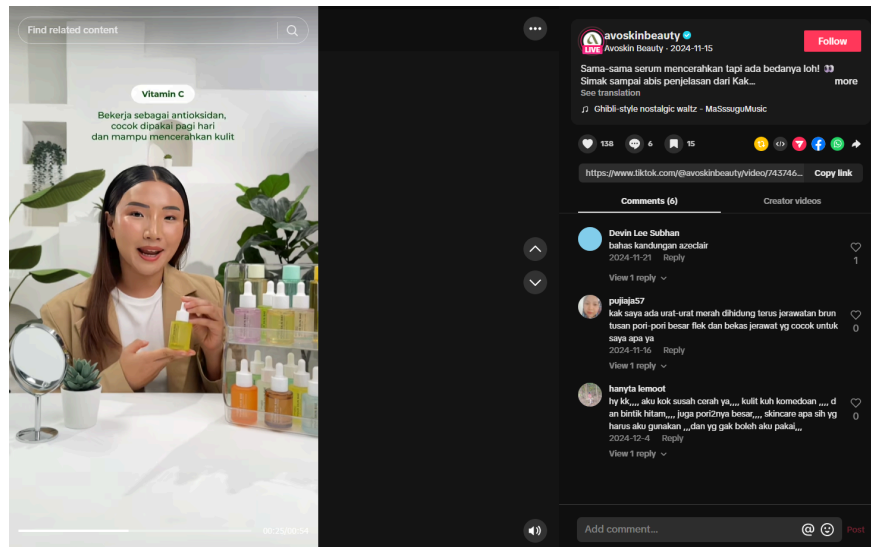 Find related content
Vitamin C
Bekerja sebagai antioksidan,
cocok dipakai pagi hari
dan mampu mencerahkan kulit
00:25/00:54
avoskinbeauty
LIVE
Avoskin Beauty · 2024-11-15
Follow
Sama-sama serum mencerahkan tapi ada bedanya loh! 👀
Simak sampai abis penjelasan dari Kak...
more
See translation
♫ Ghibli-style nostalgic waltz - MaSssuguMusic
138
6
15
https://www.tiktok.com/@avoskinbeauty/video/743746...
Copy link
Comments (6)
Creator videos
Devin Lee Subhan
bahas kandungan azeclair
2024-11-21 Reply
1
View 1 reply
pujiaja57
kak saya ada urat-urat merah dihidung terus jerawatan brun
tusan pori-pori besar flek dan bekas jerawat yg cocok untuk
saya apa ya
0
2024-11-16 Reply
View 1 reply
hanyta lemoot
hy kk,,,, aku kok susah cerah ya,,,, kulit kuh komedoan ,,,, d
an bintik hitam,,,, juga pori2nya besar,,,, skincare apa sih yg
harus aku gunakan ,,,dan yg gak boleh aku pakai,,,
0
2024-12-4 Reply
View 1 reply
Add comment...
@
Post